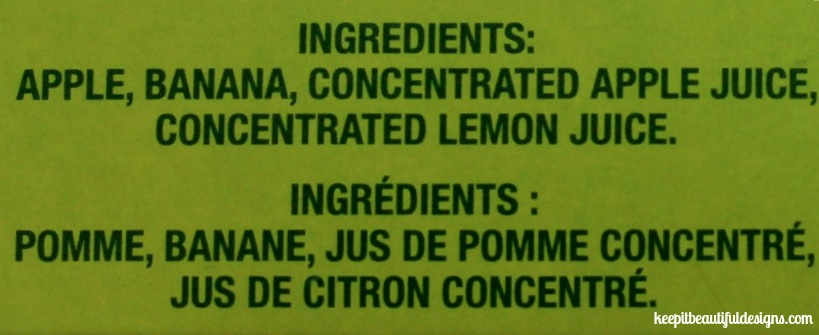 INGREDIENTS:
APPLE, BANANA, CONCENTRATED APPLE JUICE,
CONCENTRATED LEMON JUICE.
INGRÉDIENTS :
POMME, BANANE, JUS DE POMME CONCENTRÉ,
JUS DE CITRON CONCENTRÉ.
keepitbeautifuldesigns.com